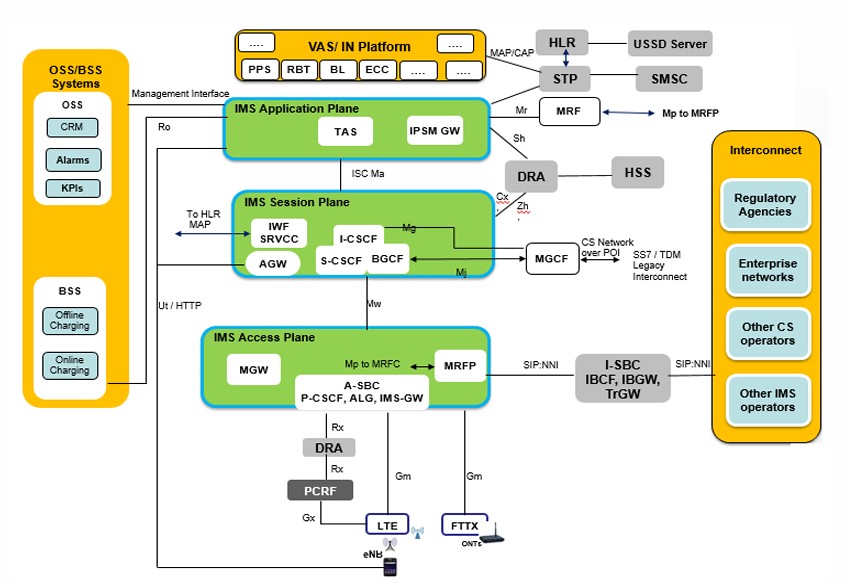 OSS/BSS
Systems
OSS
CRM
Alarms
KPIs
BSS
Offline
Charging
Online
Charging
....
VAS/ IN Platform
....
PPS
RBT
BL
ECC
....
....
MAP/CAP
HLR
USSD Server
STP
SMSC
Management Interface
Ro
IMS Application Plane
TAS
IPSM GW
Mr
MRF
Mp to MRFP
Sh
DRA
HSS
ISC Ma
Cx
,
Zh
,
IMS Session Plane
To HLR
MAP
IWF
SRVCC
AGW
I-CSCF
S-CSCF
BGCF
Mg
Mj
MGCF
CS Network
over POI
SS7 / TDM
Legacy
Interconnect
Ut / HTTP
Mw
IMS Access Plane
MGW
Mp to MRFC
MRFP
A-SBC
P-CSCF, ALG, IMS-GW
SIP:NNI
I-SBC
IBCF, IBGW,
TrGW
SIP:NNI
Interconnect
Regulatory
Agencies
Enterprise
networks
Other CS
operators
Other IMS
operators
Rx
DRA
Rx
PCRF
Gx
Gm
Gm
LTE
FTTX
ONTs
eNB